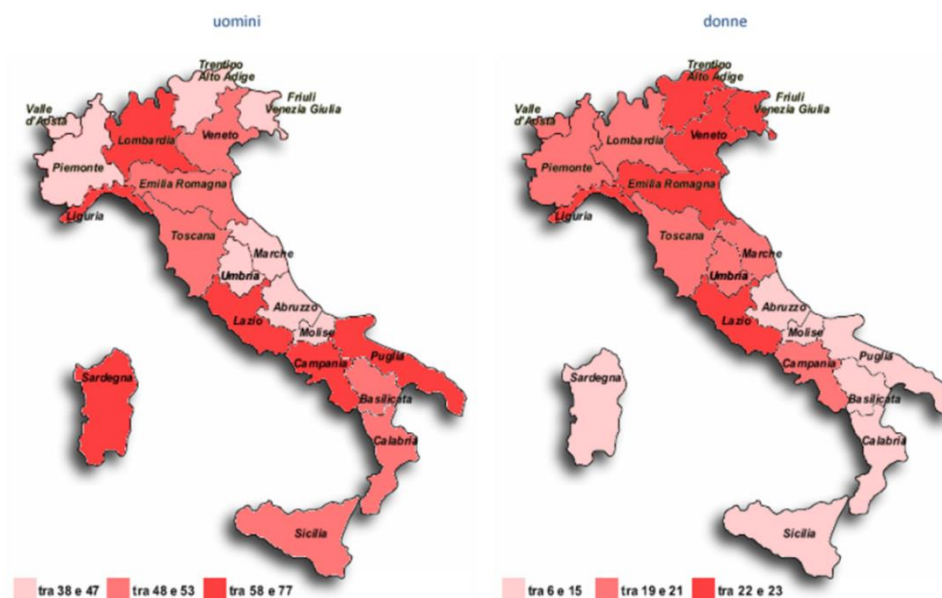 uomini
Trentino
Alto Adige
Friuli
Venezia Giulia
Valle
d'Aosta
Lombardia
Veneto
Piemonte
Emilia Romagna
Liguria
Toscana
Marche
Umbria
Abruzzo
Lazio
Molise
Campania
Puglia
Sardegna
Basilicata
Calabria
Sicilia
tra 38 e 47
tra 48 e 53
tra 58 e 77
donne
Trentino
Alto Adige
Friuli
Venezia Giulia
Valle
d'Aosta
Lombardia
Veneto
Piemonte
Emilia Romagna
Liguria
Toscana
Marche
Umbria
Abruzzo
Lazio
Molise
Campania
Puglia
Sardegna
Basilicata
Calabria
Sicilia
tra 6 e 15
tra 19 e 21
tra 22 e 23